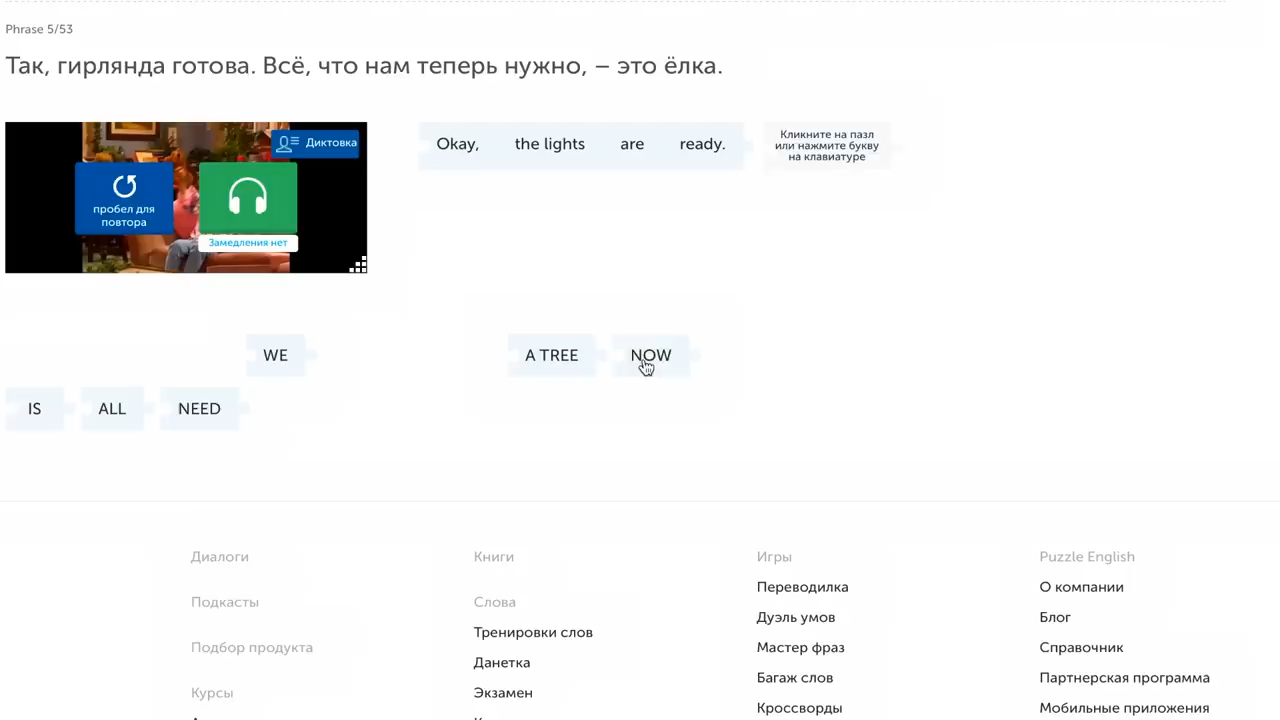 Phrase 5/53
Так, гирлянда готова. Всё, что нам теперь нужно, – это ёлка.
Диктовка
пробел для
повтора
Замедления нет
Okay, the lights are ready.
Кликните на пазл
или нажмите букву
на клавиатуре
WE A TREE NOW
IS ALL NEED
Диалоги
Подкасты
Подбор продукта
Курсы
Книги
Слова
Тренировки слов
Данетка
Экзамен
Игры
Переводилка
Дуэль умов
Мастер фраз
Багаж слов
Кроссворды
Puzzle English
О компании
Блог
Справочник
Партнерская программа
Мобильные приложения